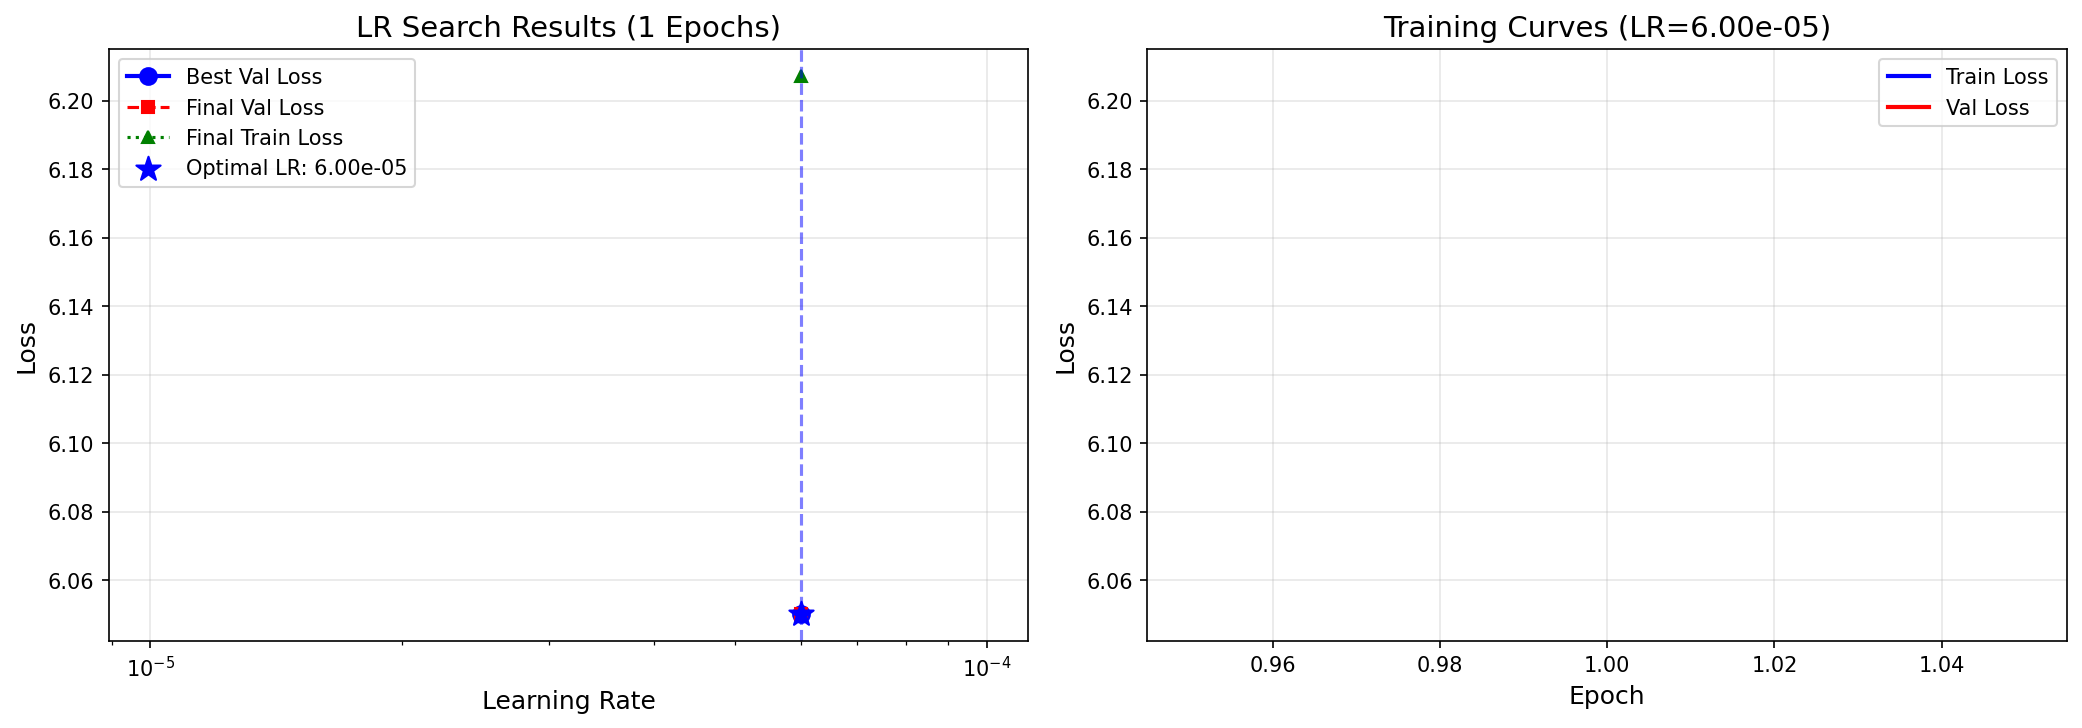 LR Search Results (1 Epochs)
Best Val Loss
Final Val Loss
Final Train Loss
Optimal LR: 6.00e-05
6.20
6.18
6.16
6.14
6.12
6.10
6.08
6.06
Loss
10⁻⁵
10⁻⁴
Learning Rate
Training Curves (LR=6.00e-05)
Train Loss
Val Loss
6.20
6.18
6.16
6.14
6.12
6.10
6.08
6.06
Loss
0.96
0.98
1.00
1.02
1.04
Epoch